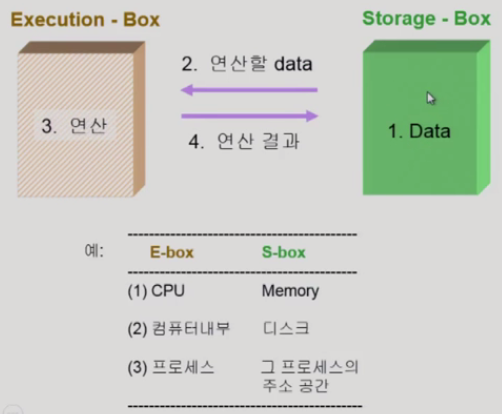 Execution - Box
Storage - Box
2. 연산할 data
3. 연산
1. Data
4. 연산 결과
예:
E-box S-box
(1) CPU Memory
(2) 컴퓨터내부 디스크
(3) 프로세스 그 프로세스의
주소 공간